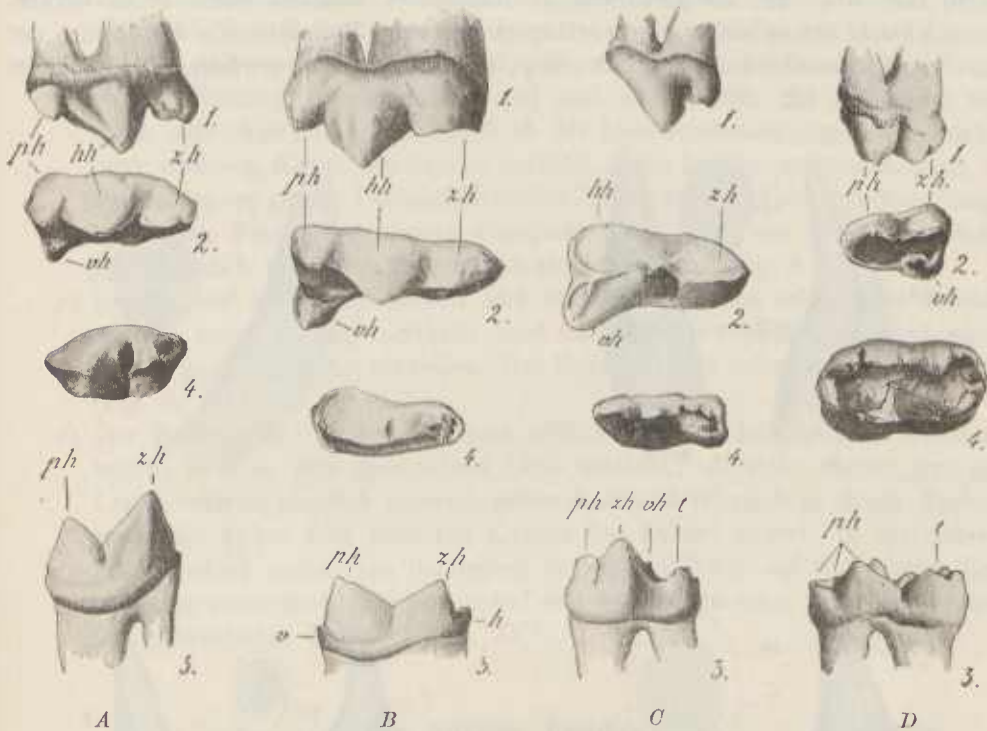 1. 1. 1. 1.
ph hh zh ph hh zh hh zh ph zh.
2. 2. 2. 2.
vh vh vh vh
4. 4. 4. 4.
ph zh ph zh ph zh vh t ph t
v h
3. 3. 3. 3.
A B C D